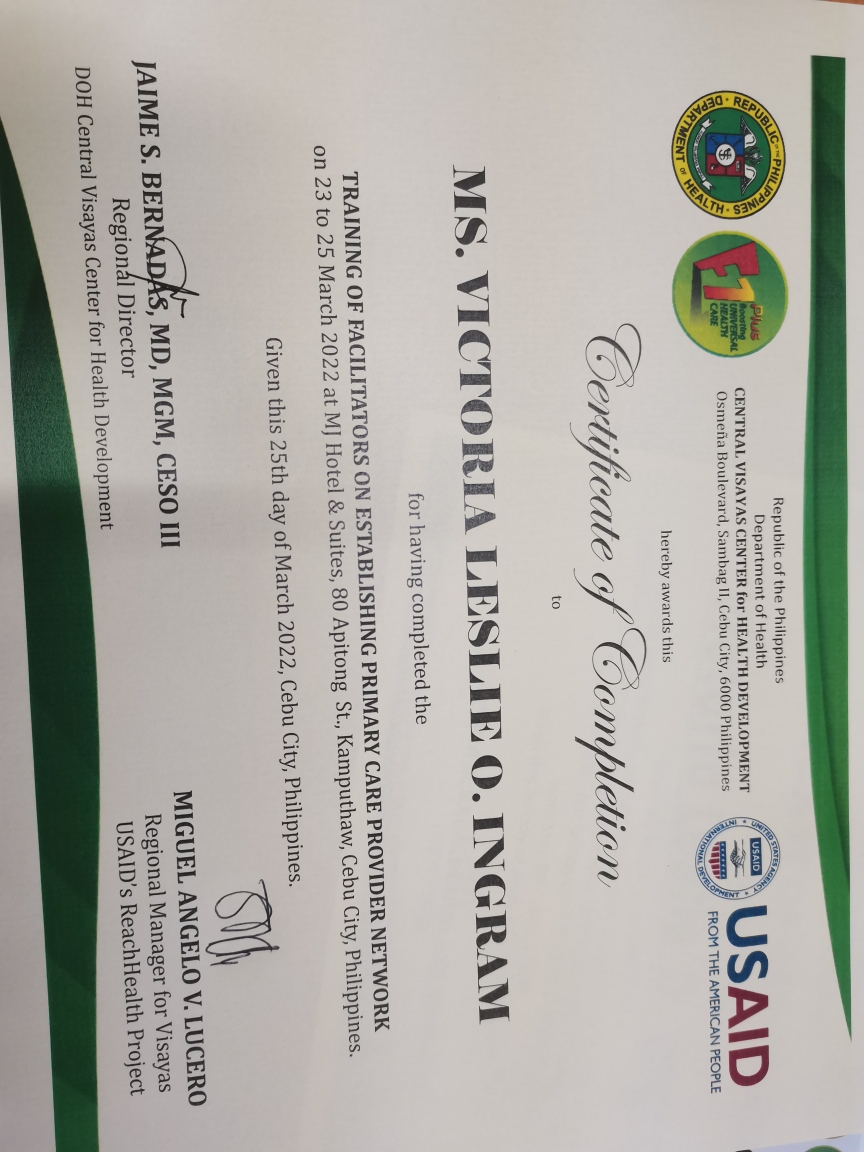 REPUBLIC OF THE PHILIPPINES
DEPARTMENT OF HEALTH
F1 Plus
Boosting
UNIVERSAL
HEALTH
CARE
Republic of the Philippines
Department of Health
CENTRAL VISAYAS CENTER for HEALTH DEVELOPMENT
Osmeña Boulevard, Sambag II, Cebu City, 6000 Philippines
UNITED STATES AGENCY
INTERNATIONAL DEVELOPMENT
USAID
USAID
FROM THE AMERICAN PEOPLE
hereby awards this
Certificate of Completion
to
MS. VICTORIA LESLIE O. INGRAM
for having completed the
TRAINING OF FACILITATORS ON ESTABLISHING PRIMARY CARE PROVIDER NETWORK
on 23 to 25 March 2022 at MJ Hotel & Suites, 80 Apitong St., Kamputhaw, Cebu City, Philippines.
Given this 25th day of March 2022, Cebu City, Philippines.
JAIME S. BERNADAS, MD, MGM, CESO III
Regional Director
DOH Central Visayas Center for Health Development
MIGUEL ANGELO V. LUCERO
Regional Manager for Visayas
USAID's ReachHealth Project